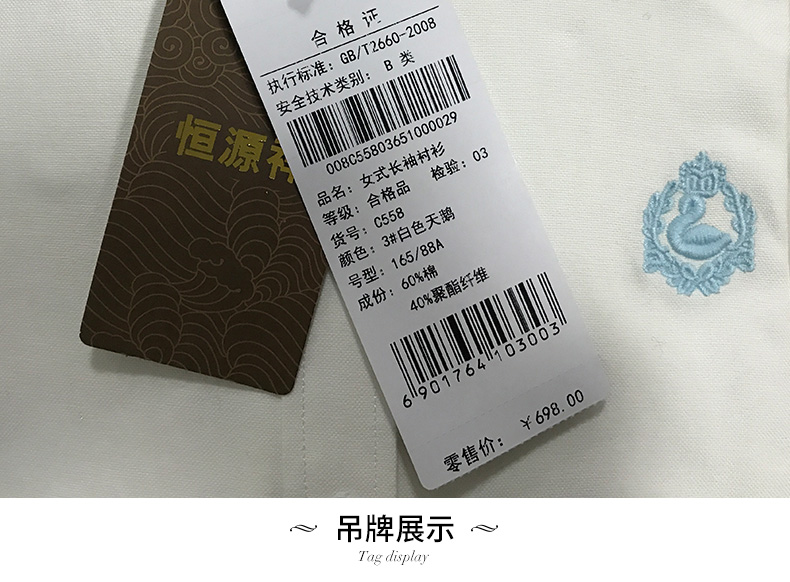 合格证
执行标准：GB/T2660-2008
安全技术类别： B 类
008C55803651000029
品名：女式长袖衬衫
等级：合格品 检验：03
货号：C558
颜色：3#白色天鹅
号型：165/88A
成份：60%棉
40%聚酯纤维
6901764103003
零售价： 698.00
恒源祥
吊牌展示
Tag display